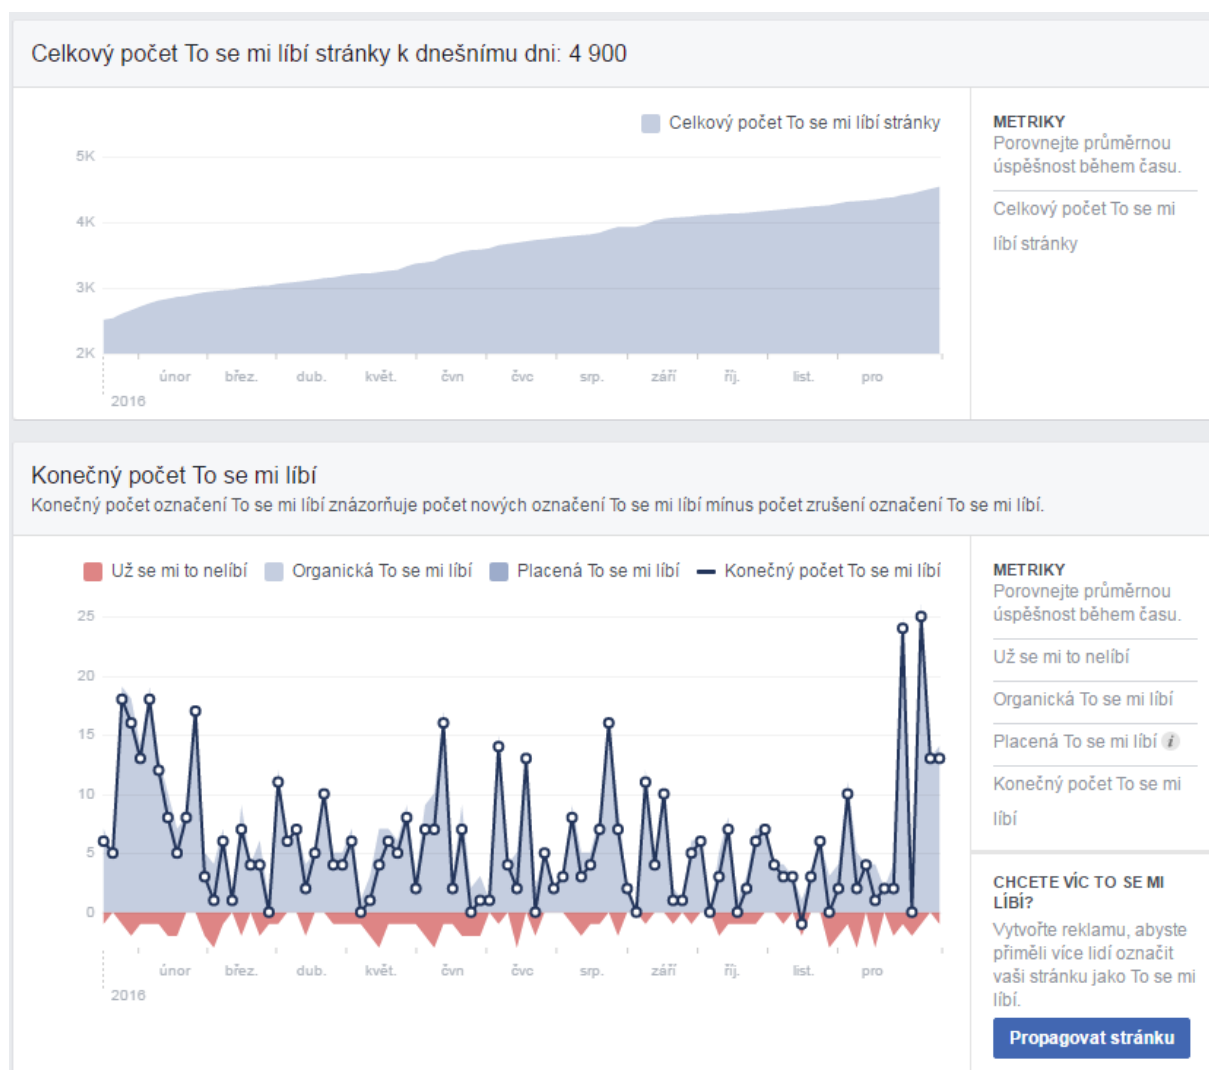 Celkový počet To se mi líbí stránky k dnešnímu dni: 4 900
Celkový počet To se mi líbí stránky
5K
4K
3K
2K
únor břez. dub. květ. čvn čvc srp. září říj. list. pro
2016
METRIKY
Porovnejte průměrnou
úspěšnost během času.
Celkový počet To se mi
líbí stránky
Konečný počet To se mi líbí
Konečný počet označení To se mi líbí znázorňuje počet nových označení To se mi líbí mínus počet zrušení označení To se mi líbí.
Už se mi to nelíbí Organická To se mi líbí Placená To se mi líbí Konečný počet To se mi líbí
25
20
15
10
5
0
únor břez. dub. květ. čvn čvc srp. září říj. list. pro
2016
METRIKY
Porovnejte průměrnou
úspěšnost během času.
Už se mi to nelíbí
Organická To se mi líbí
Placená To se mi líbí i
Konečný počet To se mi
líbí
CHCETE VÍC TO SE MI
LÍBÍ?
Vytvořte reklamu, abyste
přiměli více lidí označit
vaši stránku jako To se mi
líbí.
Propagovat stránku